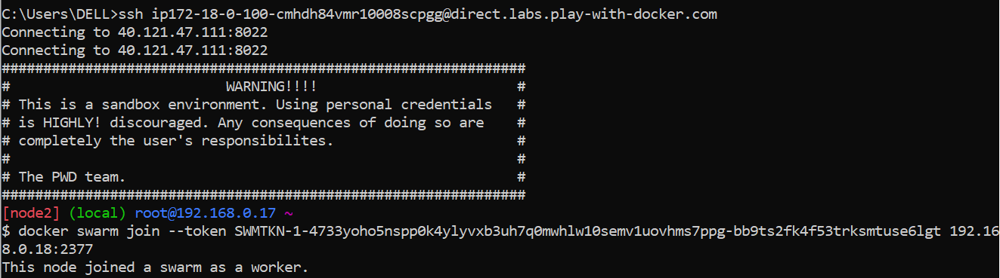 C:\Users\DELL>ssh ip172-18-0-100-cmhdh84vmr10008scpgg@direct.labs.play-with-docker.com
Connecting to 40.121.47.111:8022
Connecting to 40.121.47.111:8022
###############################################################
#                          WARNING!!!!                        #
# This is a sandbox environment. Using personal credentials   #
# is HIGHLY! discouraged. Any consequences of doing so are    #
# completely the user's responsibilites.                      #
#                                                             #
# The PWD team.                                               #
###############################################################
[node2] (local) root@192.168.0.17 ~
$ docker swarm join --token SWMTKN-1-4733yoho5nspp0k4ylyvxb3uh7q0mwhlw10semv1uovhms7ppg-bb9ts2fk4f53trksmtuse6lgt 192.16
8.0.18:2377
This node joined a swarm as a worker.